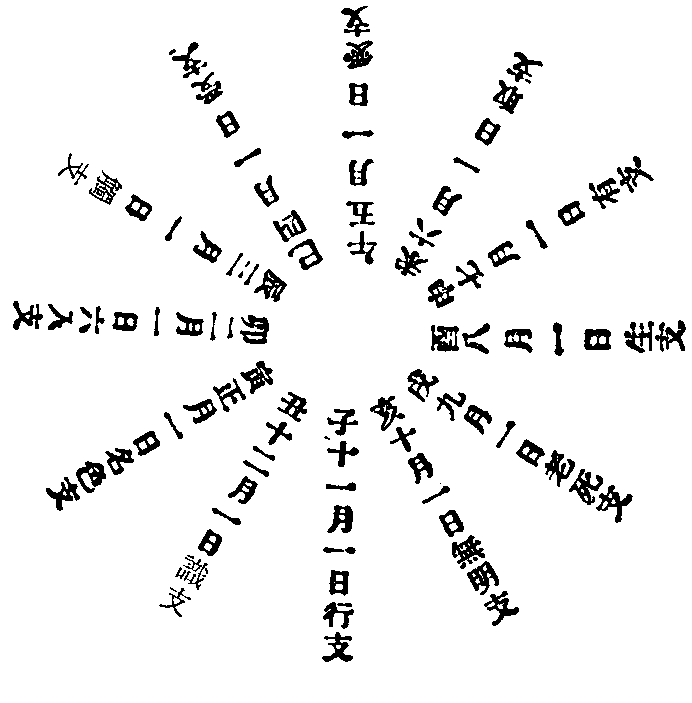 子十一月一日行支
丑十二月一日識支
寅正月一日名色支
卯二月一日六入支
辰三月一日觸支
巳四月一日受支
午五月一日愛支
未六月一日取支
申七月一日有支
酉八月一日生支
戌九月一日老死支
亥十月一日無明支